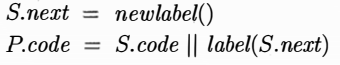 S.next = newlabel()
P.code = S.code || label(S.next)